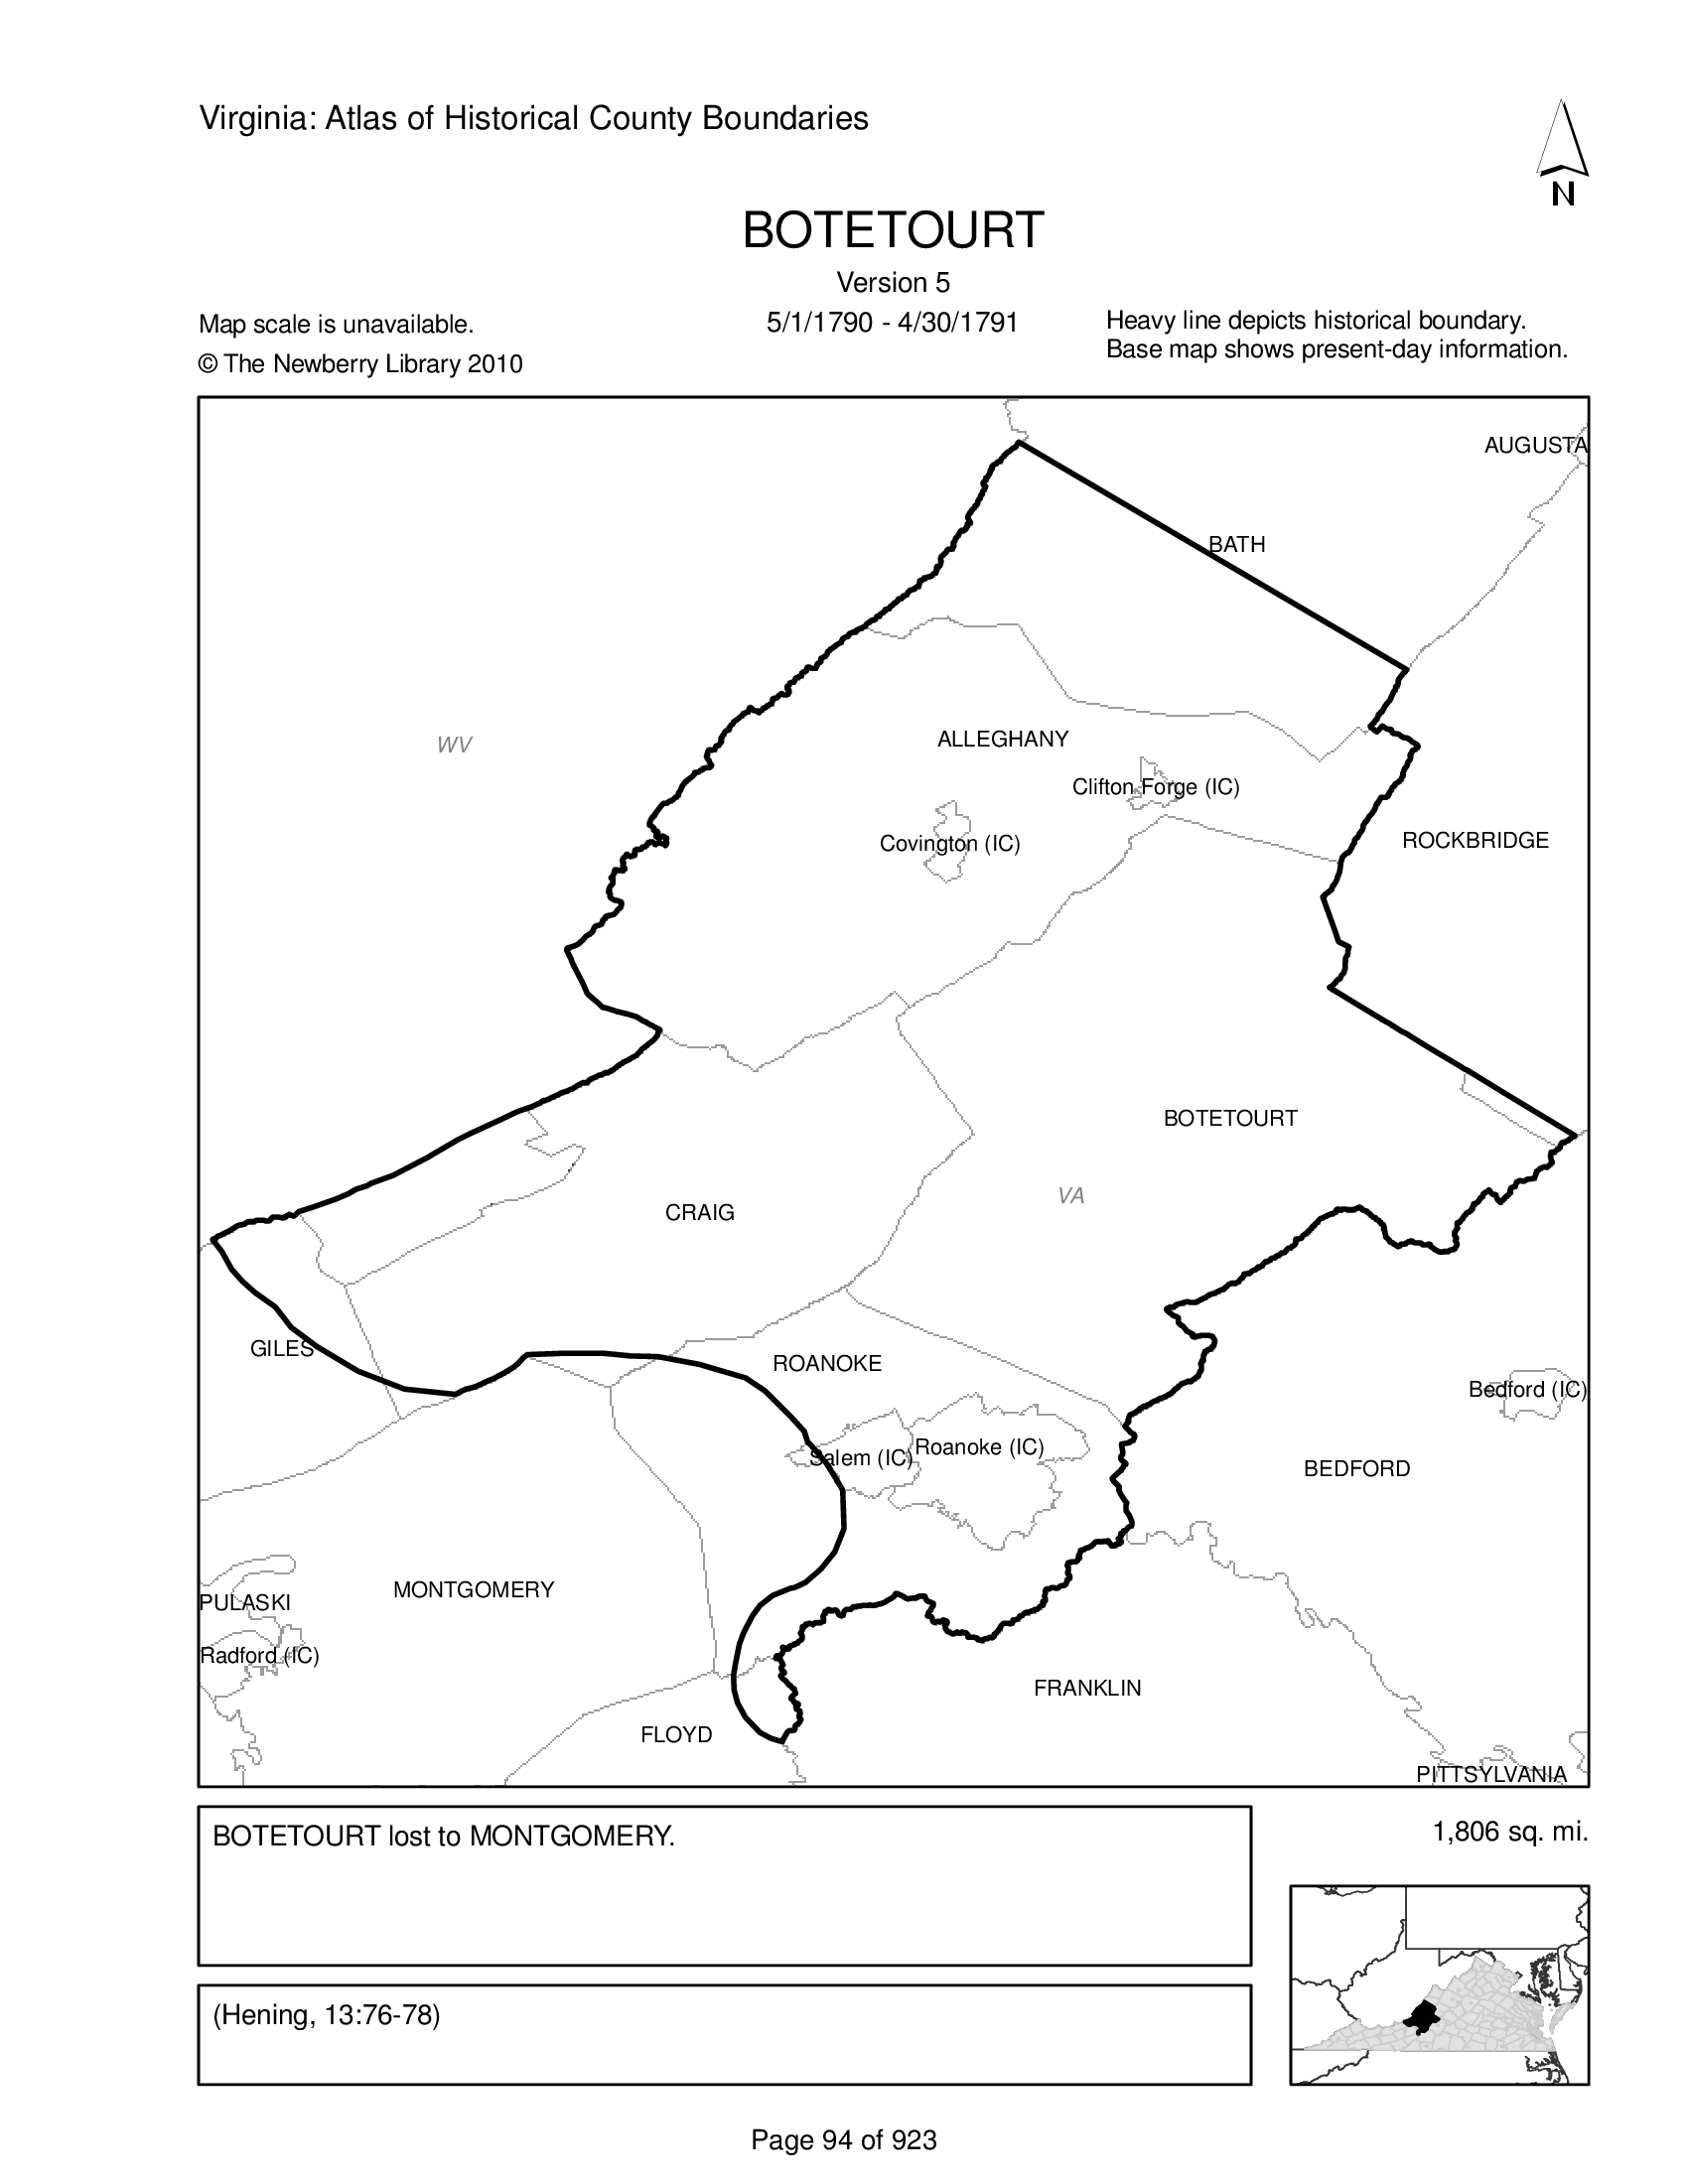 Virginia: Atlas of Historical County Boundaries
N
BOTETOURT
Version 5
5/1/1790 - 4/30/1791
Map scale is unavailable.
© The Newberry Library 2010
Heavy line depicts historical boundary.
Base map shows present-day information.
AUGUSTA
BATH
WV
ALLEGHANY
Clifton Forge (IC)
Covington (IC)
ROCKBRIDGE
BOTETOURT
VA
CRAIG
GILES
ROANOKE
Bedford (IC)
Salem (IC)
Roanoke (IC)
BEDFORD
MONTGOMERY
PULASKI
Radford (IC)
FRANKLIN
FLOYD
PITTSYLVANIA
BOTETOURT lost to MONTGOMERY.
1,806 sq. mi.
(Hening, 13:76-78)
Page 94 of 923